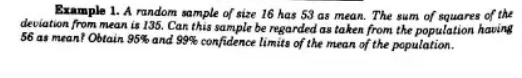 Example 1. A random sample of size 16 has 53 as mean. The sum of squares of the
deviation from mean is 135. Can this sample be regarded as taken from the population having
56 as mean? Obtain 95% and 99% confidence limits of the mean of the population.